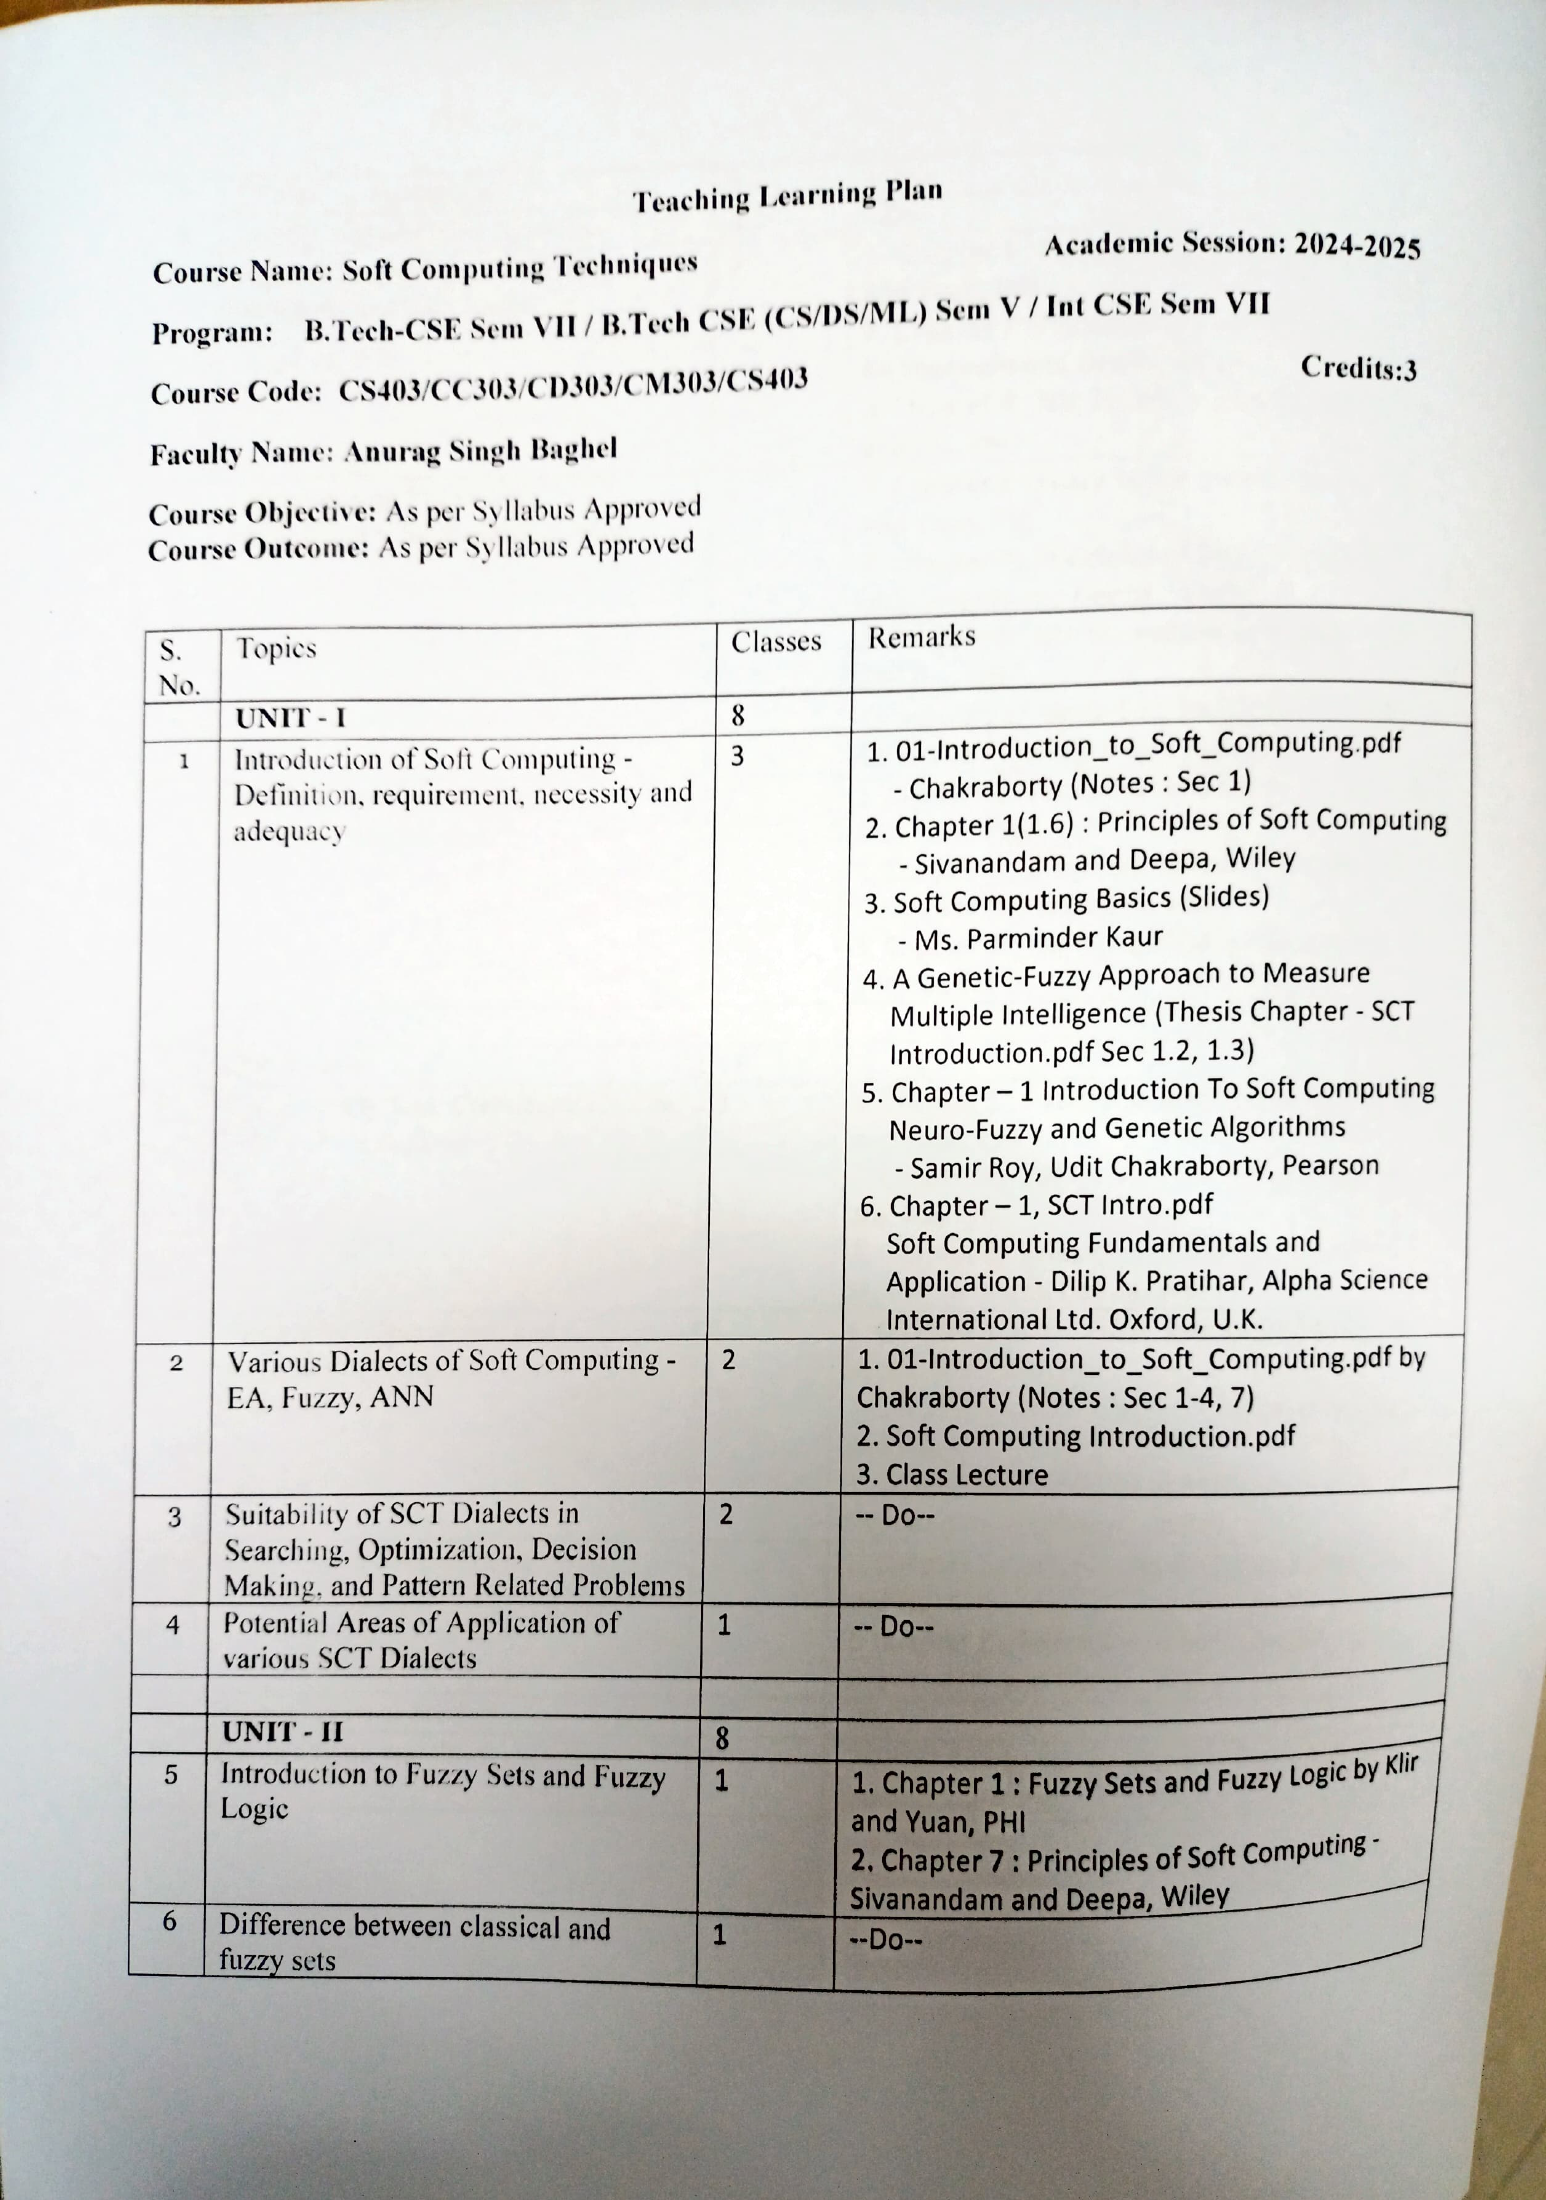 Teaching Learning Plan
Academic Session: 2024-2025
Course Name: Soft Computing Techniques
Program: B.Tech-CSE Sem VII / B.Tech CSE (CS/DS/ML) Sem V / Int CSE Sem VII
Credits:3
Course Code: CS403/CC303/CD303/CM303/CS403
Faculty Name: Anurag Singh Baghel
Course Objective: As per Syllabus Approved
Course Outcome: As per Syllabus Approved
S. No.
Topics
Classes
Remarks
UNIT - I
8
1
Introduction of Soft Computing -
Definition, requirement, necessity and
adequacy
3
1. 01-Introduction_to_Soft_Computing.pdf
- Chakraborty (Notes : Sec 1)
2. Chapter 1(1.6) : Principles of Soft Computing
- Sivanandam and Deepa, Wiley
3. Soft Computing Basics (Slides)
- Ms. Parminder Kaur
4. A Genetic-Fuzzy Approach to Measure
Multiple Intelligence (Thesis Chapter - SCT
Introduction.pdf Sec 1.2, 1.3)
5. Chapter – 1 Introduction To Soft Computing
Neuro-Fuzzy and Genetic Algorithms
- Samir Roy, Udit Chakraborty, Pearson
6. Chapter – 1, SCT Intro.pdf
Soft Computing Fundamentals and
Application - Dilip K. Pratihar, Alpha Science
International Ltd. Oxford, U.K.
2
Various Dialects of Soft Computing -
EA, Fuzzy, ANN
2
1. 01-Introduction_to_Soft_Computing.pdf by
Chakraborty (Notes : Sec 1-4, 7)
2. Soft Computing Introduction.pdf
3. Class Lecture
3
Suitability of SCT Dialects in
Searching, Optimization, Decision
Making, and Pattern Related Problems
2
-- Do--
4
Potential Areas of Application of
various SCT Dialects
1
-- Do--
UNIT - II
8
5
Introduction to Fuzzy Sets and Fuzzy
Logic
1
1. Chapter 1 : Fuzzy Sets and Fuzzy Logic by Klir
and Yuan, PHI
2. Chapter 7 : Principles of Soft Computing -
Sivanandam and Deepa, Wiley
6
Difference between classical and
fuzzy sets
1
--Do--